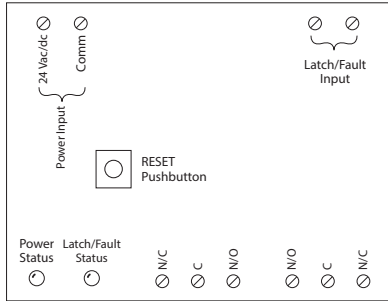 24 Vac/dc
Comm
Power Input
Latch/Fault
Input
RESET
Pushbutton
Power
Status
Latch/Fault
Status
N/C
C
N/O
N/O
C
N/C